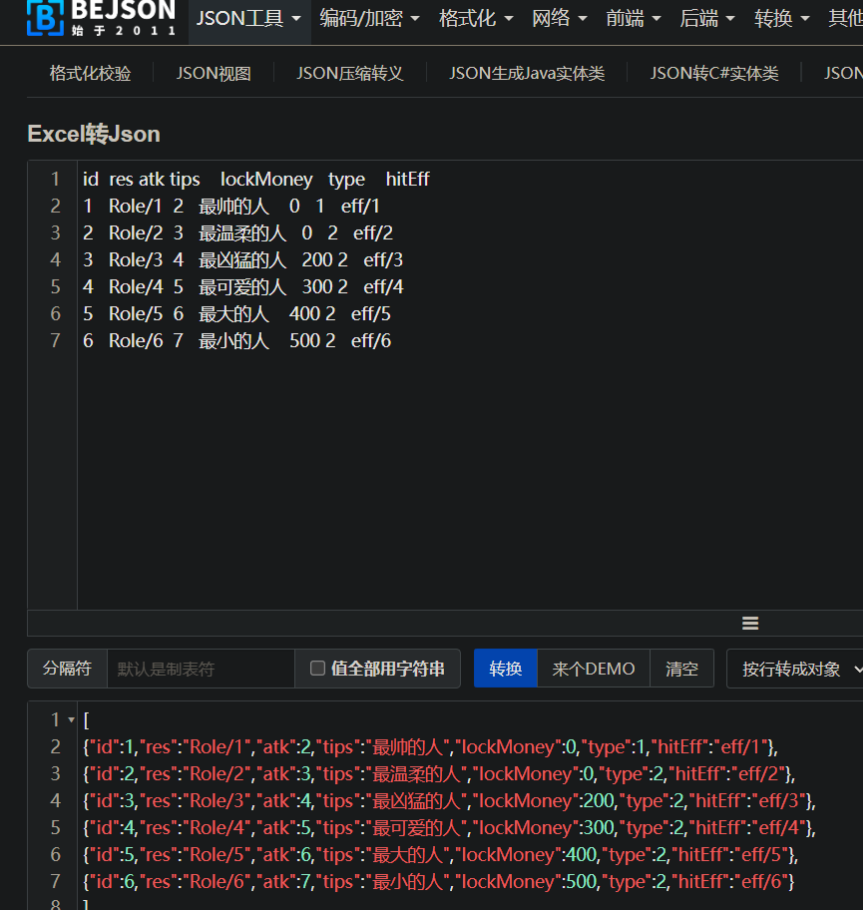 BEJSON JSON工具 编码/加密 格式化 网络 前端 后端 转换 其他
始于2011
格式化校验 JSON视图 JSON压缩转义 JSON生成Java实体类 JSON转C#实体类 JSON
Excel转Json
1 id res atk tips lockMoney type hitEff
2 1 Role/1 2 最帅的人 0 1 eff/1
3 2 Role/2 3 最温柔的人 0 2 eff/2
4 3 Role/3 4 最凶猛的人 200 2 eff/3
5 4 Role/4 5 最可爱的人 300 2 eff/4
6 5 Role/5 6 最大的人 400 2 eff/5
7 6 Role/6 7 最小的人 500 2 eff/6
分隔符 默认是制表符 值全部用字符串 转换 来个DEMO 清空 按行转成对象
1 [
2 {"id":1,"res":"Role/1","atk":2,"tips":"最帅的人","lockMoney":0,"type":1,"hitEff":"eff/1"},
3 {"id":2,"res":"Role/2","atk":3,"tips":"最温柔的人","lockMoney":0,"type":2,"hitEff":"eff/2"},
4 {"id":3,"res":"Role/3","atk":4,"tips":"最凶猛的人","lockMoney":200,"type":2,"hitEff":"eff/3"},
5 {"id":4,"res":"Role/4","atk":5,"tips":"最可爱的人","lockMoney":300,"type":2,"hitEff":"eff/4"},
6 {"id":5,"res":"Role/5","atk":6,"tips":"最大的人","lockMoney":400,"type":2,"hitEff":"eff/5"},
7 {"id":6,"res":"Role/6","atk":7,"tips":"最小的人","lockMoney":500,"type":2,"hitEff":"eff/6"}
8 ]